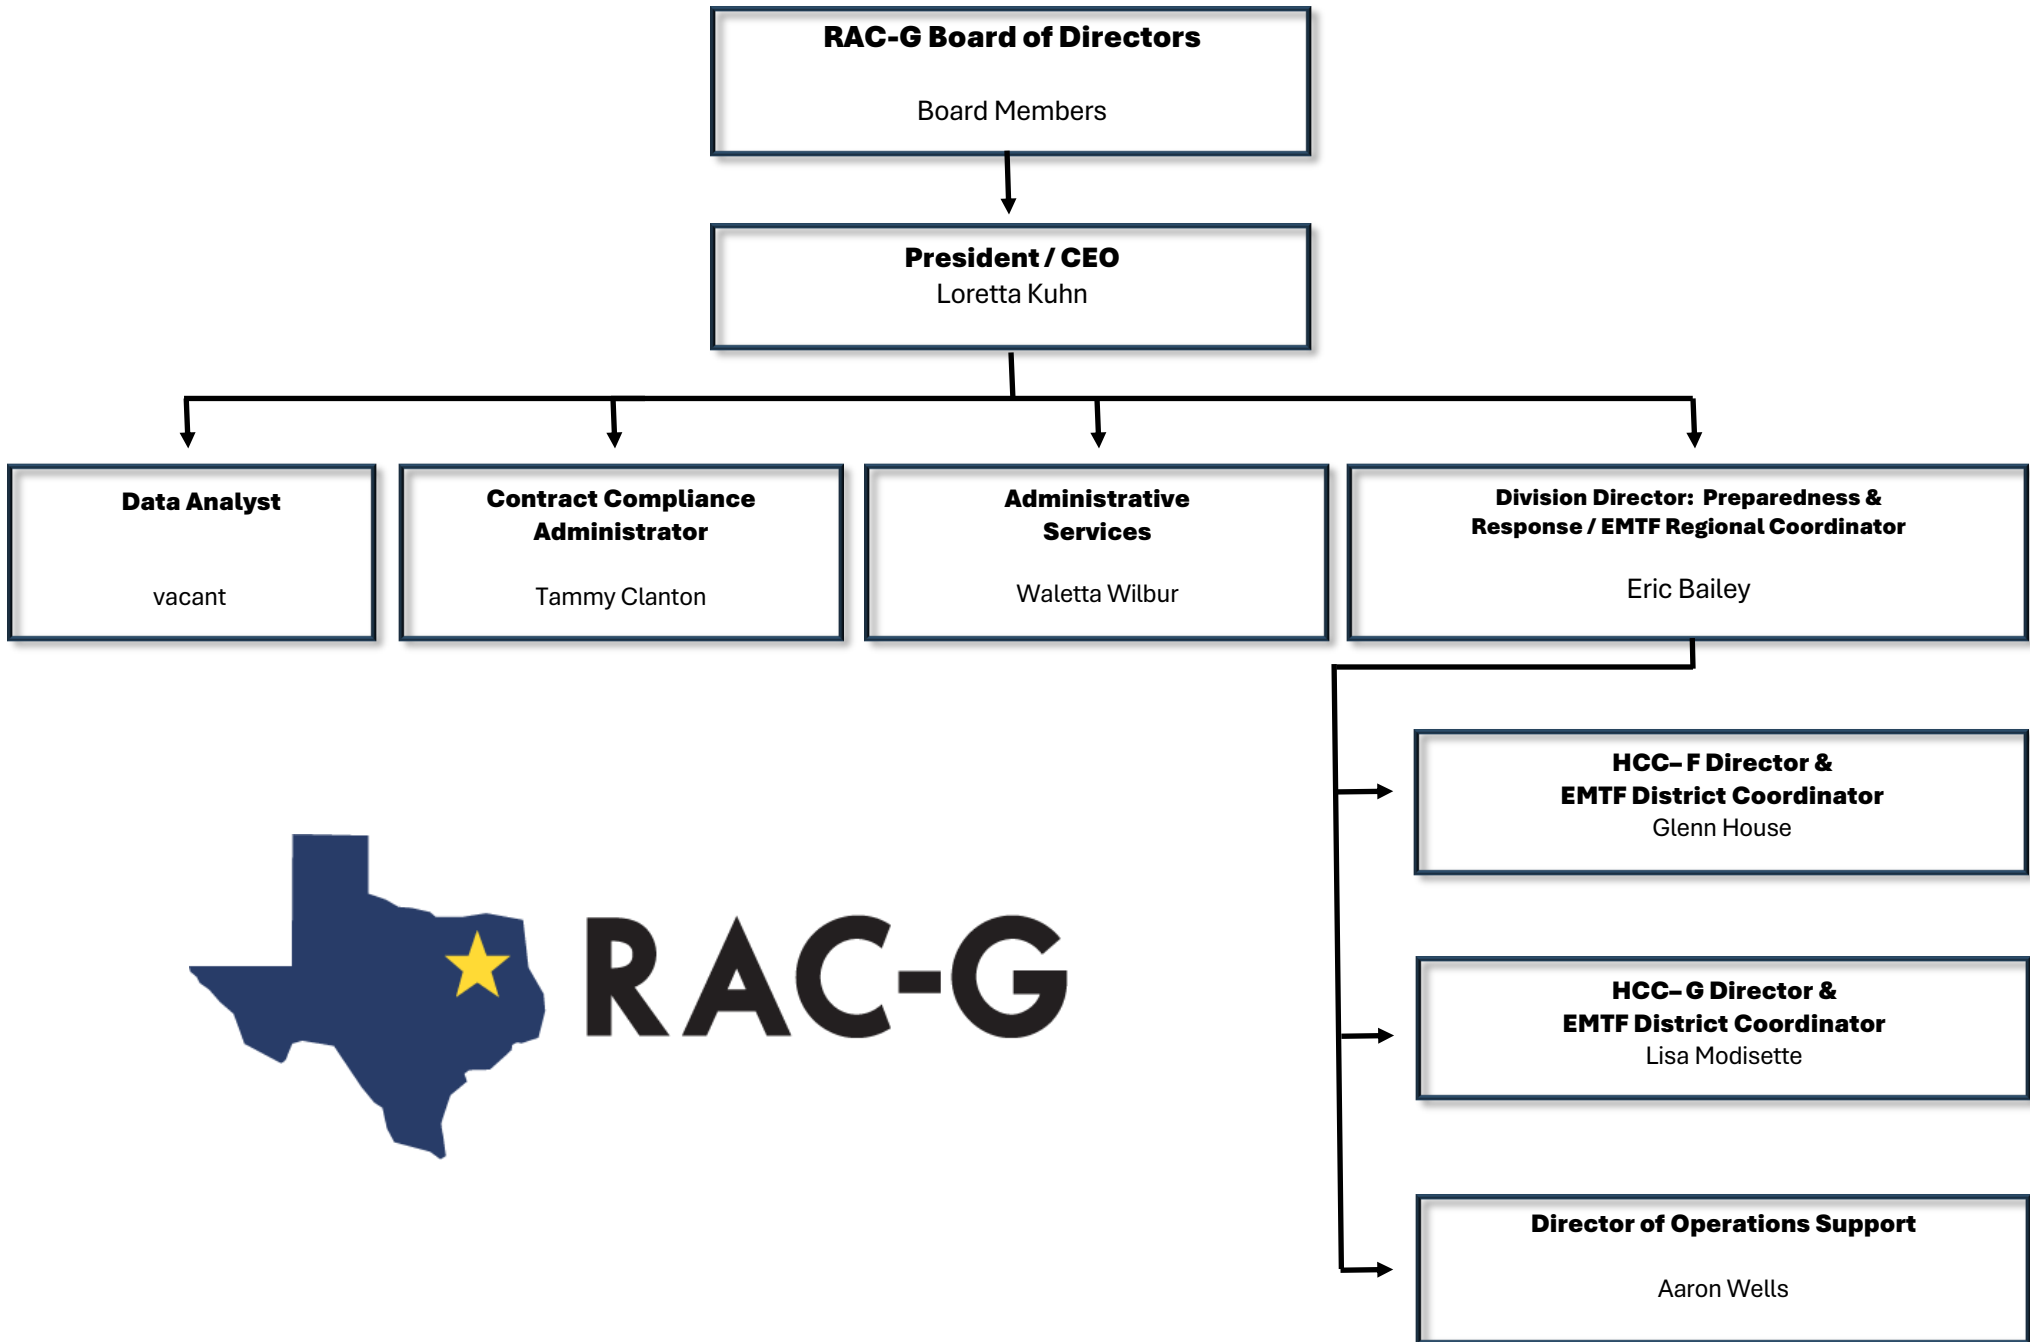 RAC-G Board of Directors
Board Members
President / CEO
Loretta Kuhn
Data Analyst
vacant
Contract Compliance
Administrator
Tammy Clanton
Administrative
Services
Waletta Wilbur
Division Director: Preparedness &
Response / EMTF Regional Coordinator
Eric Bailey
HCC–F Director &
EMTF District Coordinator
Glenn House
HCC–G Director &
EMTF District Coordinator
Lisa Modisette
Director of Operations Support
Aaron Wells
RAC-G